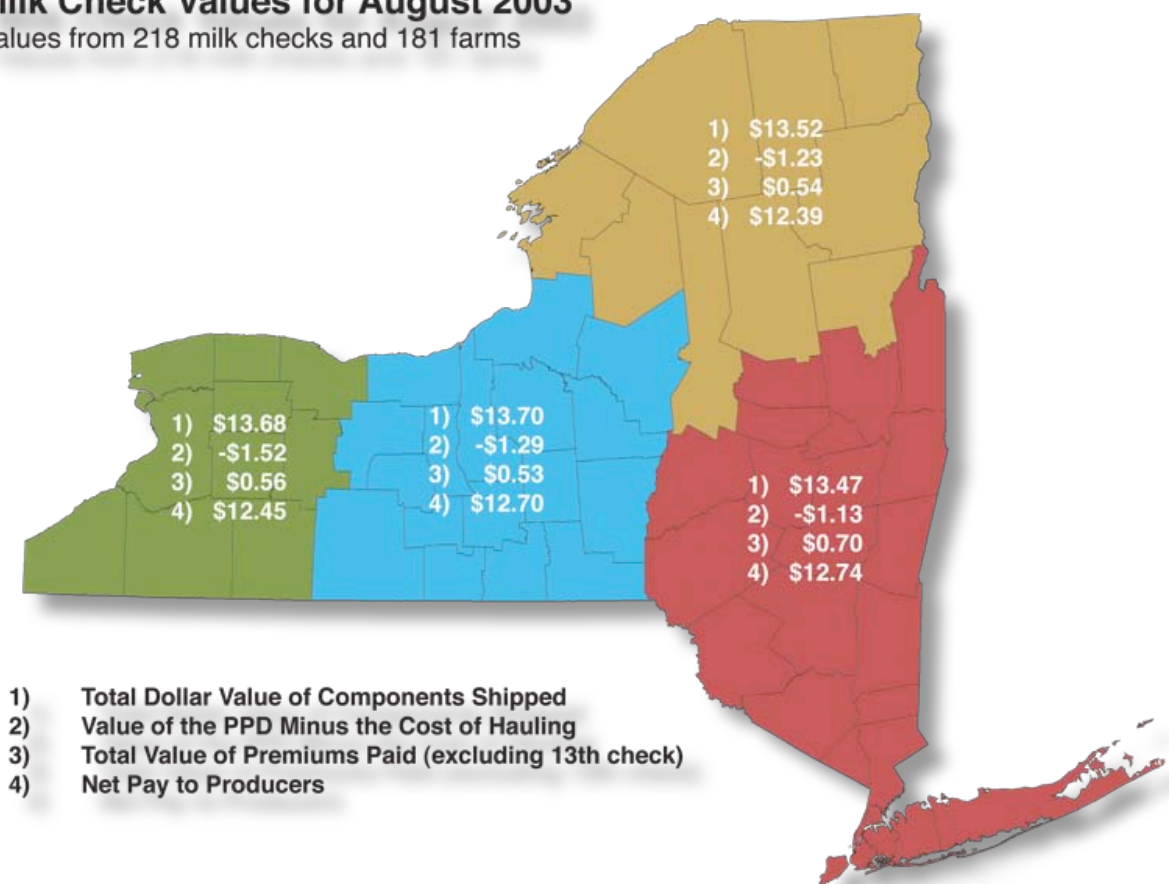 Milk Check Values for August 2003
alues from 218 milk checks and 181 farms
1) $13.52
2) -$1.23
3) $0.54
4) $12.39
1) $13.68
2) -$1.52
3) $0.56
4) $12.45
1) $13.70
2) -$1.29
3) $0.53
4) $12.70
1) $13.47
2) -$1.13
3) $0.70
4) $12.74
1) Total Dollar Value of Components Shipped
2) Value of the PPD Minus the Cost of Hauling
3) Total Value of Premiums Paid (excluding 13th check)
4) Net Pay to Producers